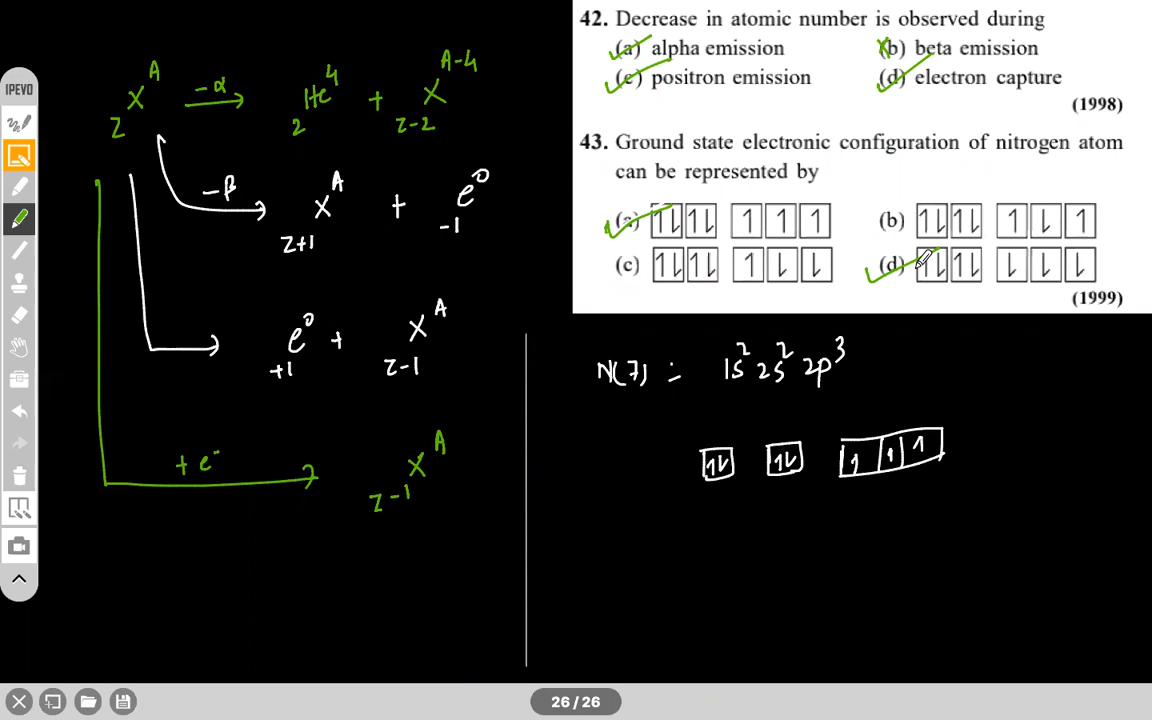 IPEVO
42. Decrease in atomic number is observed during
(a) alpha emission (b) beta emission
(c) positron emission (d) electron capture
(1998)
43. Ground state electronic configuration of nitrogen atom
can be represented by
(a) ↿⇂ ↿⇂ ↿ ↿ ↿ (b) ↿⇂ ↿⇂ ↿ ⇂ ↿
(c) ↿⇂ ↿⇂ ↿ ⇂ ⇂ (d) ↿⇂ ↿⇂ ⇂ ⇂ ⇂
(1999)
Z X A -α → 2 He 4 + Z-2 X A-4
-β → Z+1 X A + -1 e 0
→ +1 e 0 + Z-1 X A
+e⁻ → Z-1 X A
N(7) : 1s² 2s² 2p³
↿⇂ ↿⇂ ↿ ↿ ↿
26 / 26